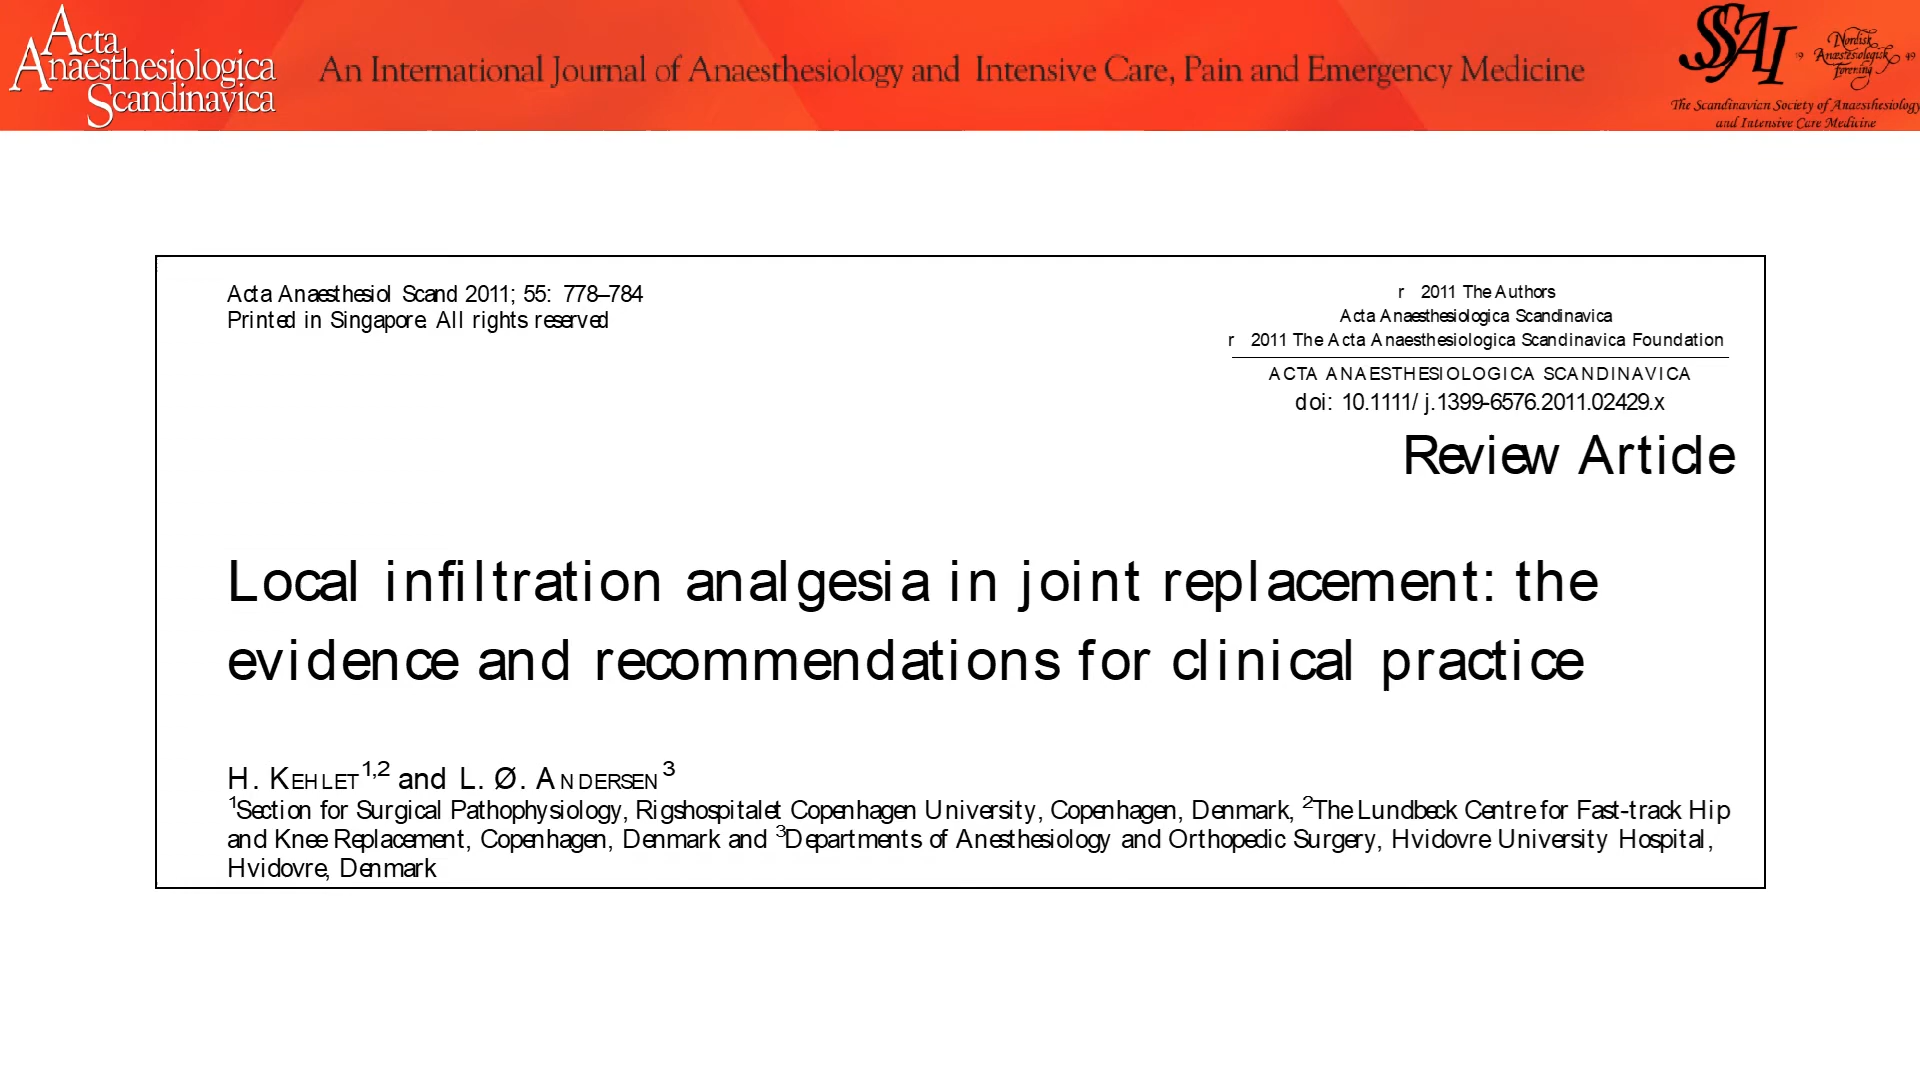 Acta
Anaesthesiologica
Scandinavica
An International Journal of Anaesthesiology and Intensive Care, Pain and Emergency Medicine
SSAI
19 Nordisk 49
Anæstesiologisk
Forening
The Scandinavian Society of Anaesthesiology
and Intensive Care Medicine
Acta Anaesthesiol Scand 2011; 55: 778–784
Printed in Singapore. All rights reserved
r 2011 The Authors
Acta Anaesthesiologica Scandinavica
r 2011 The Acta Anaesthesiologica Scandinavica Foundation
ACTA ANAESTHESIOLOGICA SCANDINAVICA
doi: 10.1111/j.1399-6576.2011.02429.x
Review Article
Local infiltration analgesia in joint replacement: the
evidence and recommendations for clinical practice
H. KEHLET1,2 and L. Ø. ANDERSEN3
1Section for Surgical Pathophysiology, Rigshospitalet Copenhagen University, Copenhagen, Denmark, 2The Lundbeck Centre for Fast-track Hip
and Knee Replacement, Copenhagen, Denmark and 3Departments of Anesthesiology and Orthopedic Surgery, Hvidovre University Hospital,
Hvidovre, Denmark